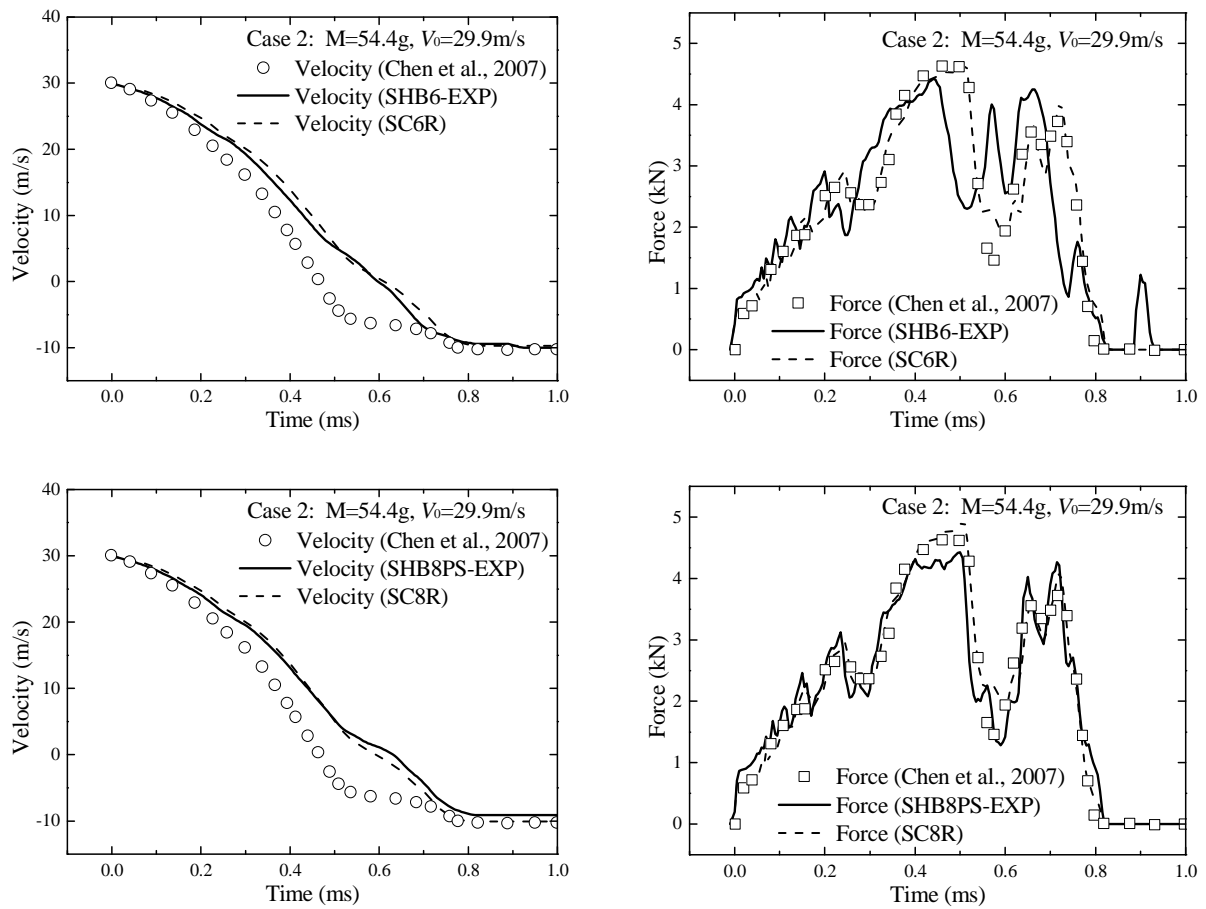 40
30
20
10
0
-10
Velocity (m/s)
Case 2: M=54.4g, V0=29.9m/s
Velocity (Chen et al., 2007)
Velocity (SHB6-EXP)
Velocity (SC6R)
0.0 0.2 0.4 0.6 0.8 1.0
Time (ms)
5
4
3
2
1
0
Force (kN)
Case 2: M=54.4g, V0=29.9m/s
Force (Chen et al., 2007)
Force (SHB6-EXP)
Force (SC6R)
0.0 0.2 0.4 0.6 0.8 1.0
Time (ms)
40
30
20
10
0
-10
Velocity (m/s)
Case 2: M=54.4g, V0=29.9m/s
Velocity (Chen et al., 2007)
Velocity (SHB8PS-EXP)
Velocity (SC8R)
0.0 0.2 0.4 0.6 0.8 1.0
Time (ms)
5
4
3
2
1
0
Force (kN)
Case 2: M=54.4g, V0=29.9m/s
Force (Chen et al., 2007)
Force (SHB8PS-EXP)
Force (SC8R)
0.0 0.2 0.4 0.6 0.8 1.0
Time (ms)